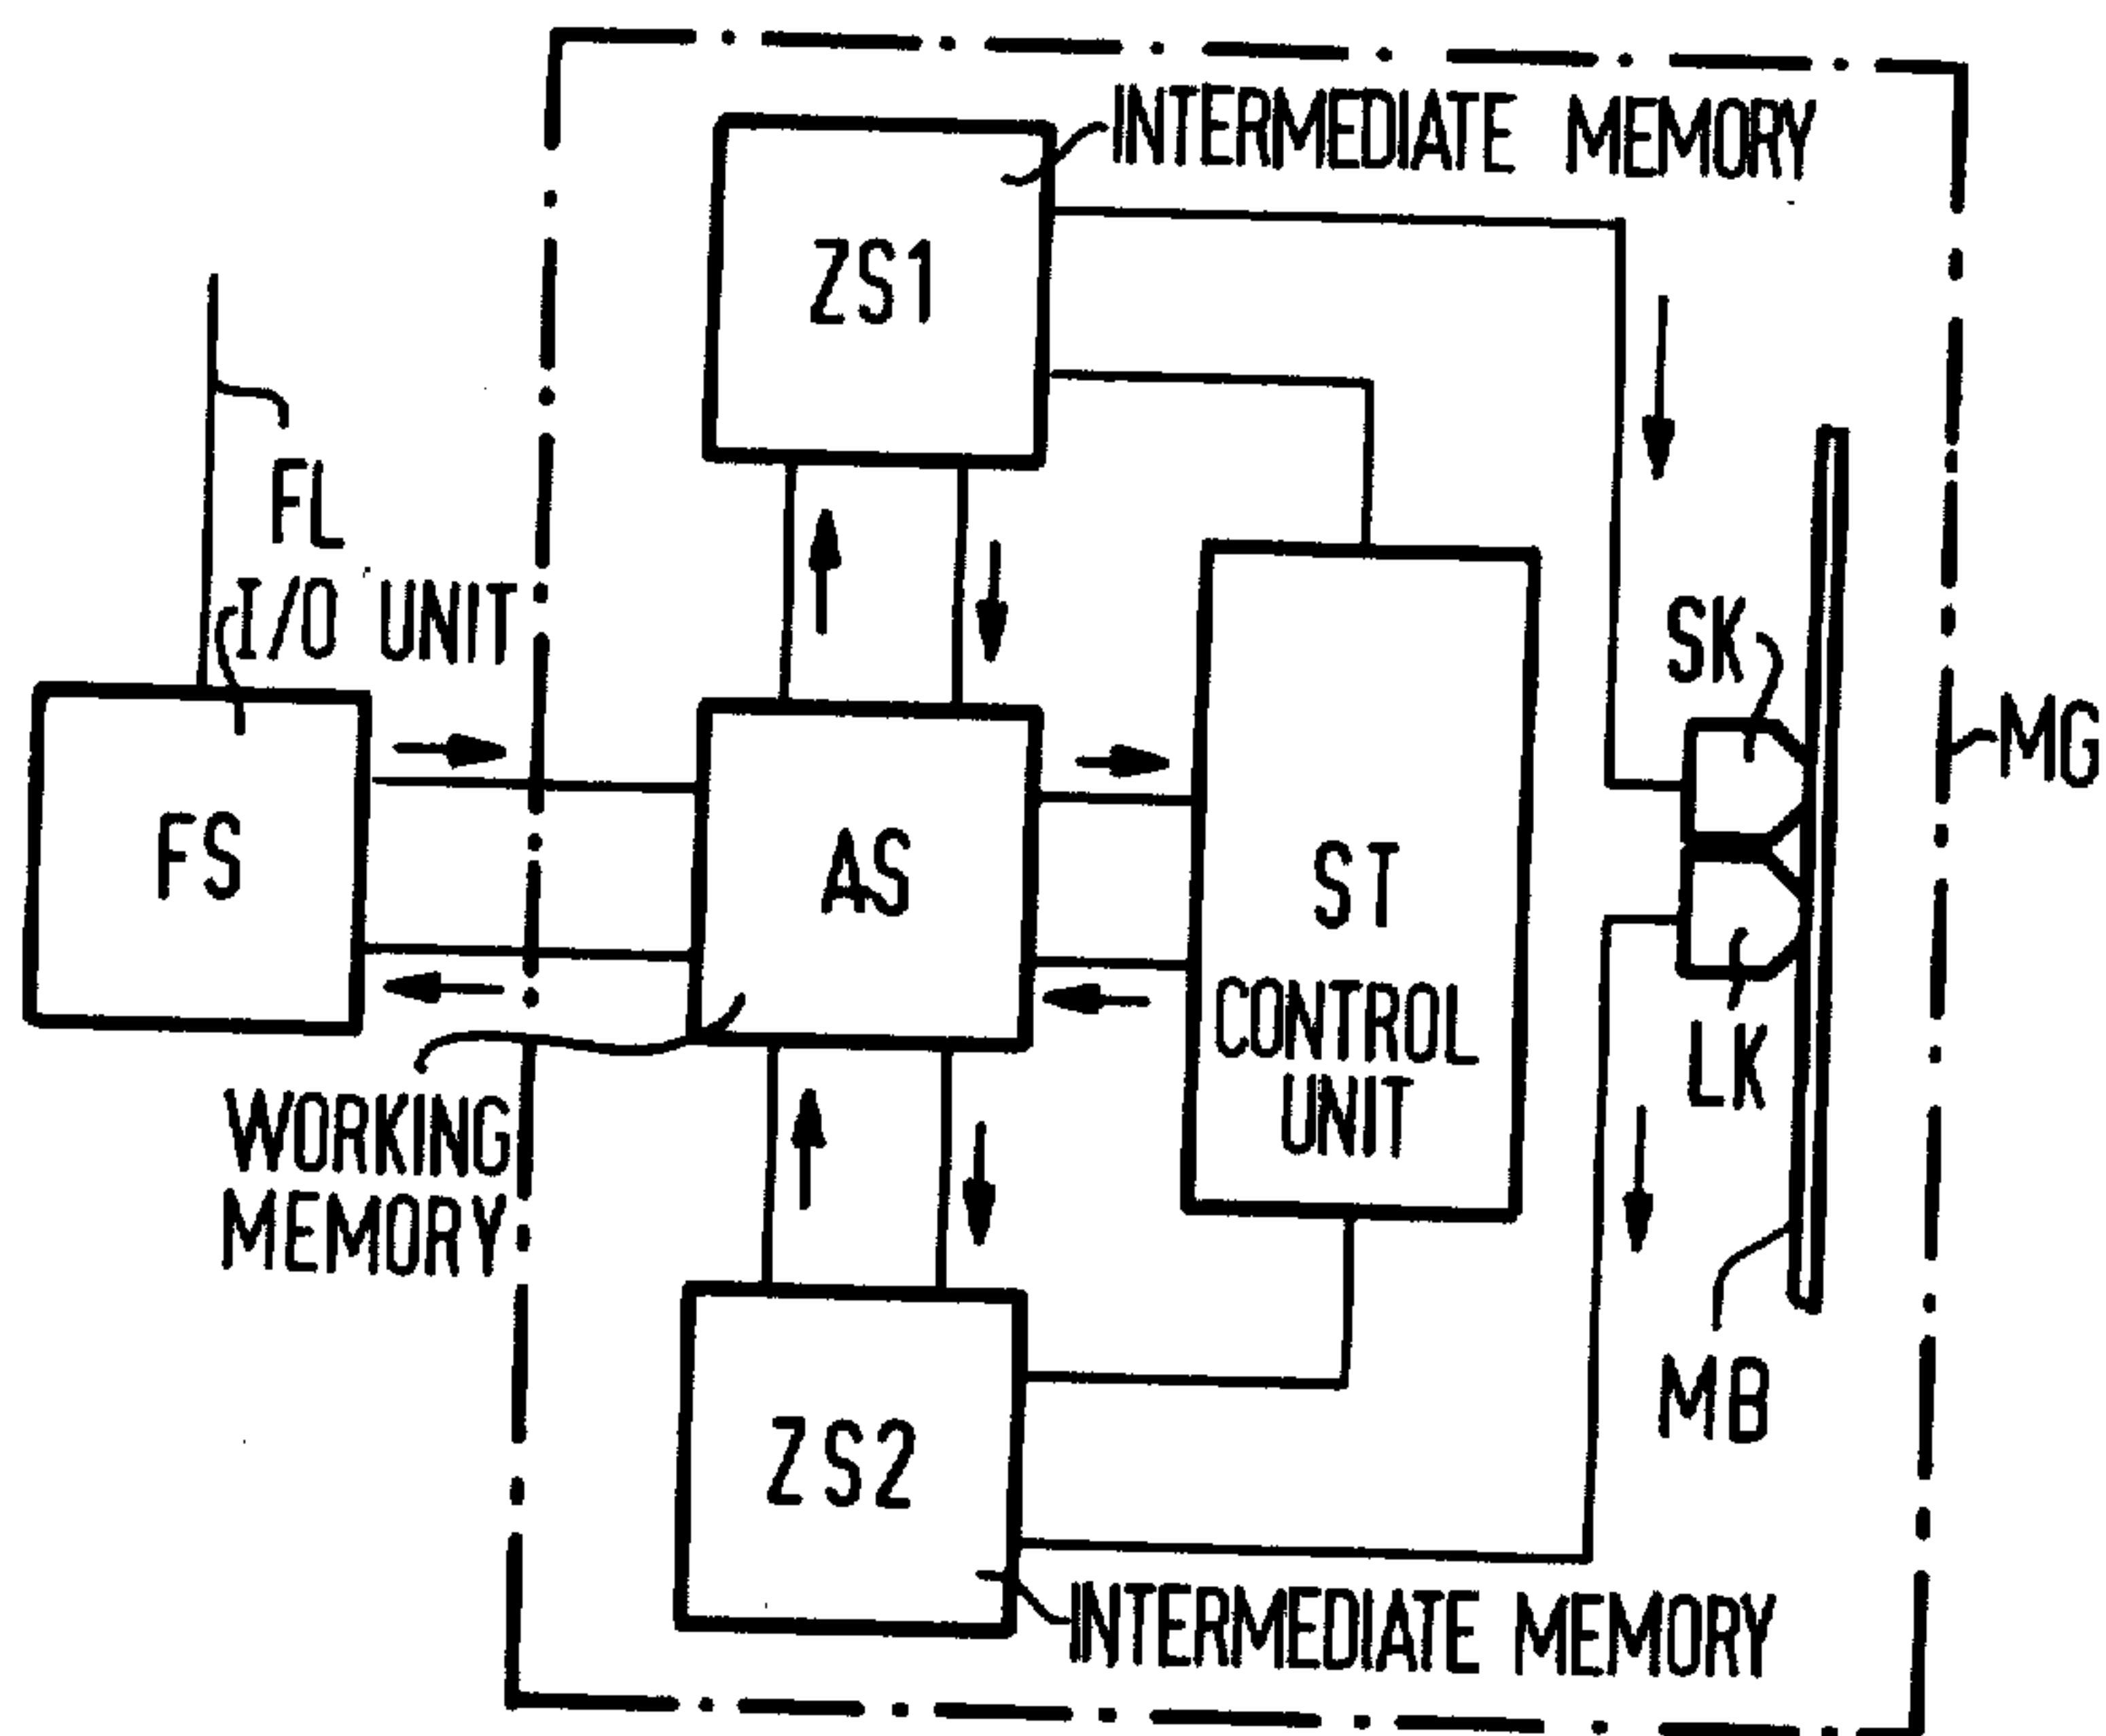 INTERMEDIATE MEMORY
ZS1
FL
I/O UNIT
SK
MG
FS
AS
ST
CONTROL
UNIT
LK
WORKING
MEMORY
MB
ZS2
INTERMEDIATE MEMORY